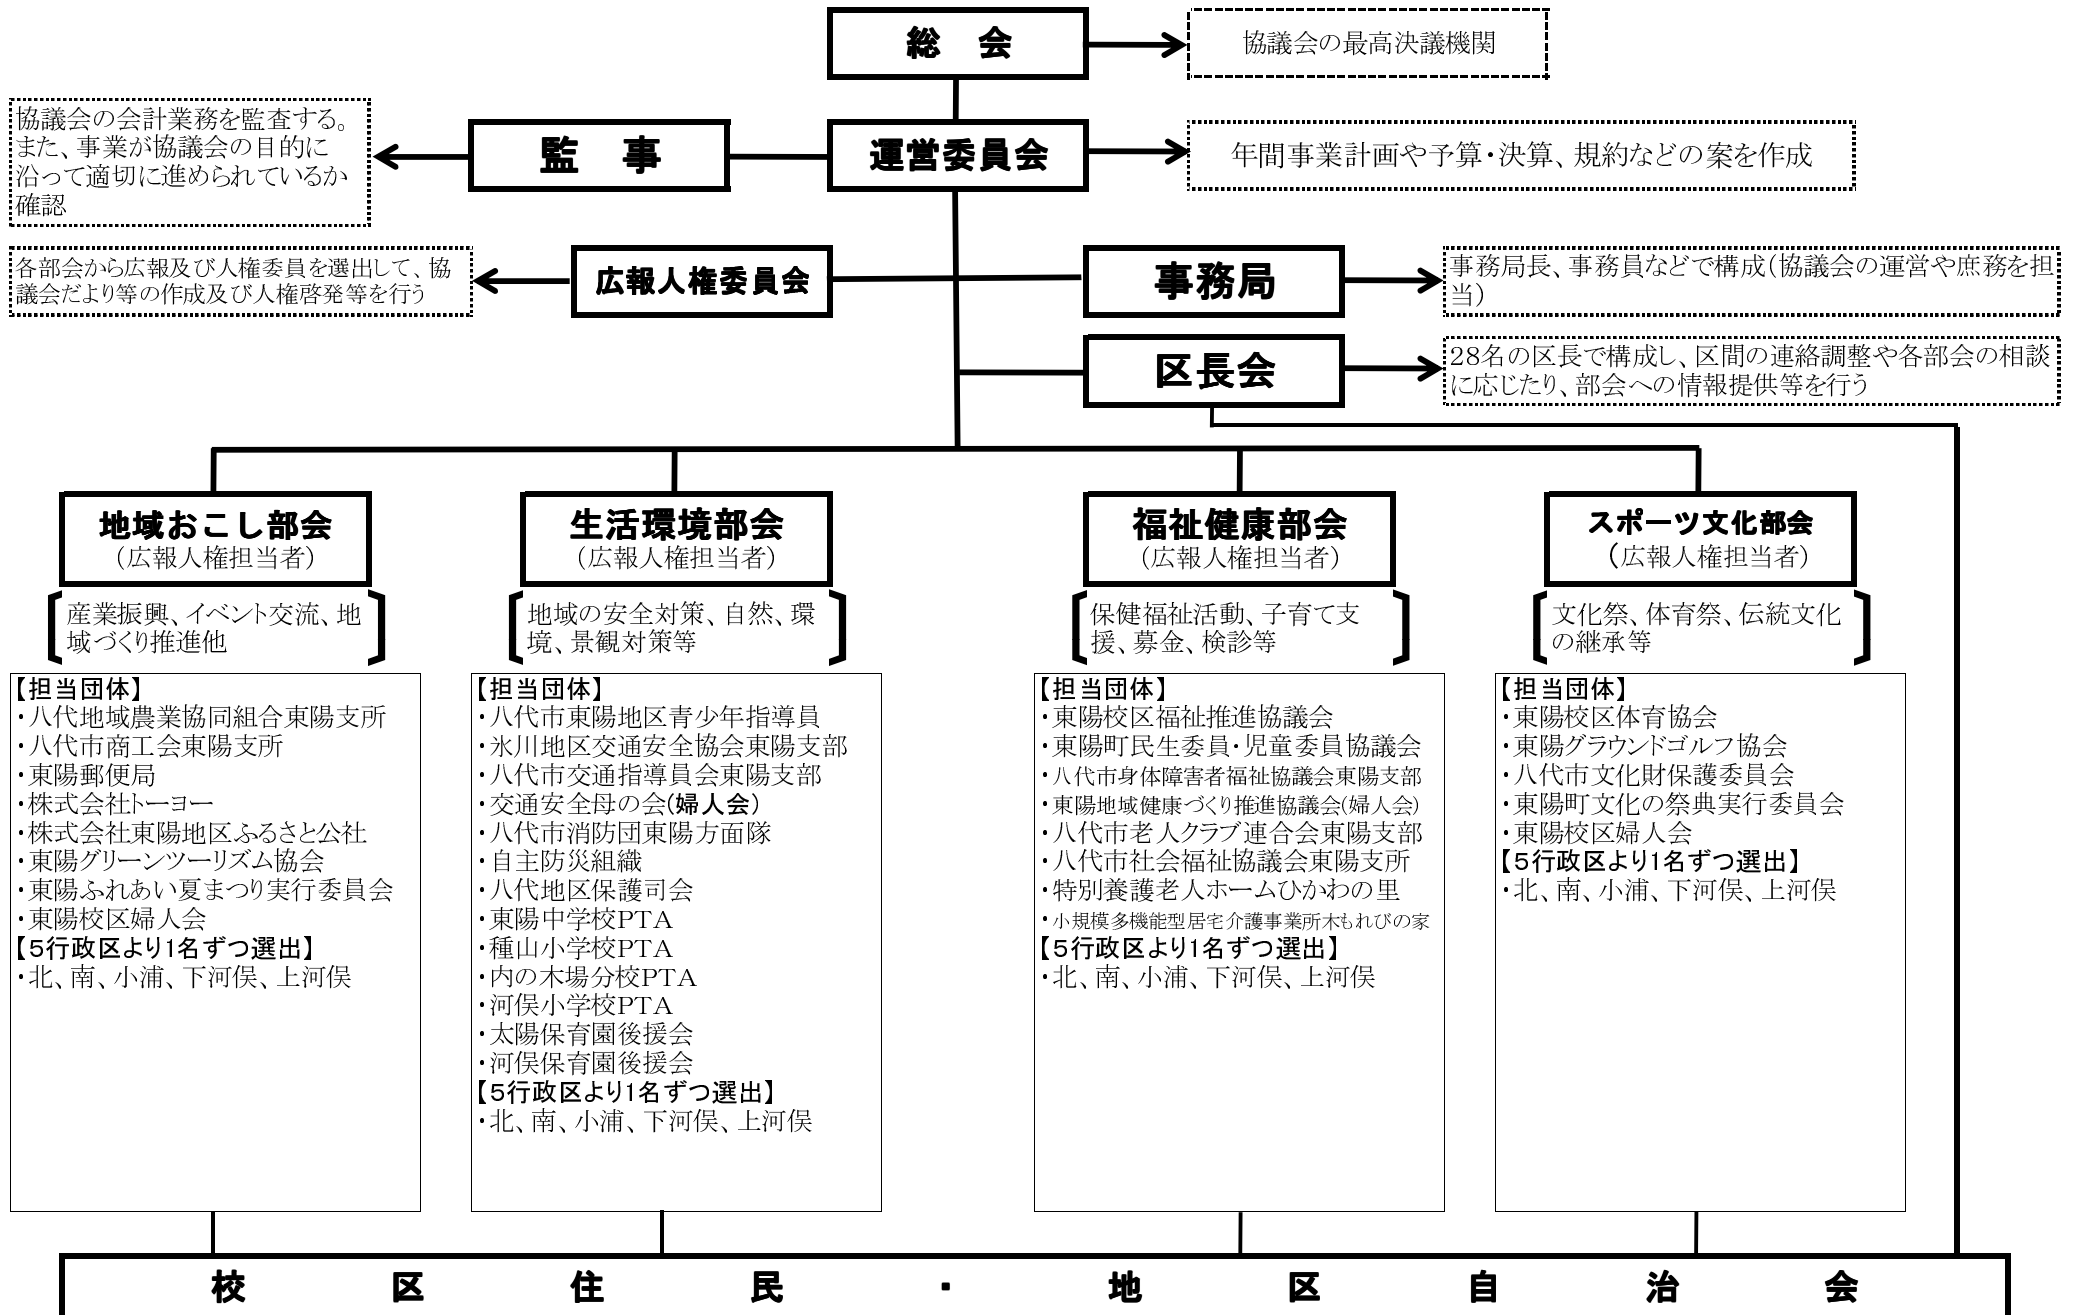 総　会
協議会の最高決議機関
協議会の会計業務を監査する。
また、事業が協議会の目的に
沿って適切に進められているか
確認
監　事
運営委員会
年間事業計画や予算・決算、規約などの案を作成
各部会から広報及び人権委員を選出して、協
議会だより等の作成及び人権啓発等を行う
広報人権委員会
事務局
事務局長、事務員などで構成（協議会の運営や庶務を担
当）
区長会
28名の区長で構成し、区間の連絡調整や各部会の相談
に応じたり、部会への情報提供等を行う
地域おこし部会
（広報人権担当者）
産業振興、イベント交流、地
域づくり推進他
【担当団体】
・八代地域農業協同組合東陽支所
・八代市商工会東陽支所
・東陽郵便局
・株式会社トーヨー
・株式会社東陽地区ふるさと公社
・東陽グリーンツーリズム協会
・東陽ふれあい夏まつり実行委員会
・東陽校区婦人会
【5行政区より1名ずつ選出】
・北、南、小浦、下河俣、上河俣
生活環境部会
（広報人権担当者）
地域の安全対策、自然、環
境、景観対策等
【担当団体】
・八代市東陽地区青少年指導員
・氷川地区交通安全協会東陽支部
・八代市交通指導員会東陽支部
・交通安全母の会(婦人会）
・八代市消防団東陽方面隊
・自主防災組織
・八代地区保護司会
・東陽中学校PTA
・種山小学校PTA
・内の木場分校PTA
・河俣小学校PTA
・太陽保育園後援会
・河俣保育園後援会
【5行政区より1名ずつ選出】
・北、南、小浦、下河俣、上河俣
福祉健康部会
（広報人権担当者）
保健福祉活動、子育て支
援、募金、検診等
【担当団体】
・東陽校区福祉推進協議会
・東陽町民生委員・児童委員協議会
・八代市身体障害者福祉協議会東陽支部
・東陽地域健康づくり推進協議会(婦人会）
・八代市老人クラブ連合会東陽支部
・八代市社会福祉協議会東陽支所
・特別養護老人ホームひかわの里
・小規模多機能型居宅介護事業所木もれびの家
【5行政区より1名ずつ選出】
・北、南、小浦、下河俣、上河俣
スポーツ文化部会
（広報人権担当者）
文化祭、体育祭、伝統文化
の継承等
【担当団体】
・東陽校区体育協会
・東陽グラウンドゴルフ協会
・八代市文化財保護委員会
・東陽町文化の祭典実行委員会
・東陽校区婦人会
【5行政区より1名ずつ選出】
・北、南、小浦、下河俣、上河俣
校区住民・地区自治会